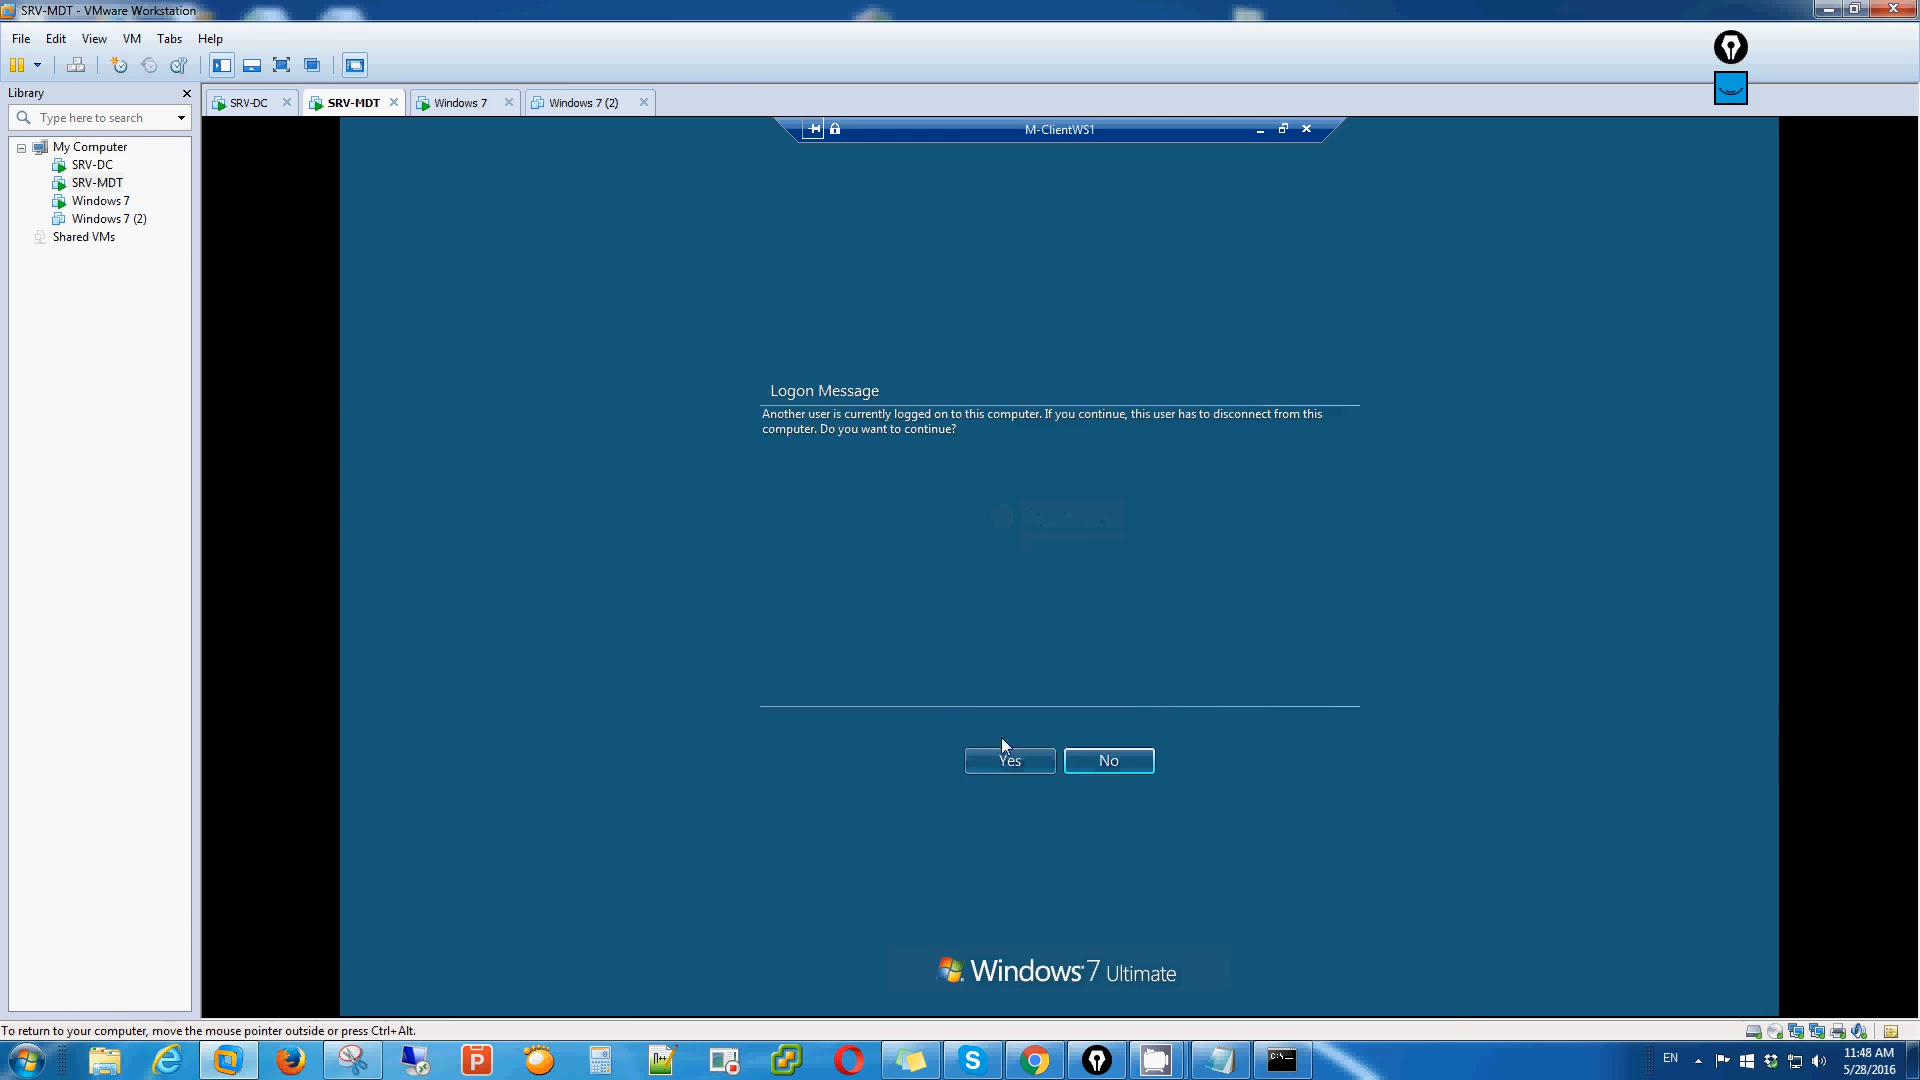 SRV-MDT - VMware Workstation
File Edit View VM Tabs Help
Library
Type here to search
My Computer
SRV-DC
SRV-MDT
Windows 7
Windows 7 (2)
Shared VMs
SRV-DC SRV-MDT Windows 7 Windows 7 (2)
M-ClientWS1
Logon Message
Another user is currently logged on to this computer. If you continue, this user has to disconnect from this
computer. Do you want to continue?
Yes No
Windows 7 Ultimate
To return to your computer, move the mouse pointer outside or press Ctrl+Alt.
EN
11:48 AM
5/28/2016